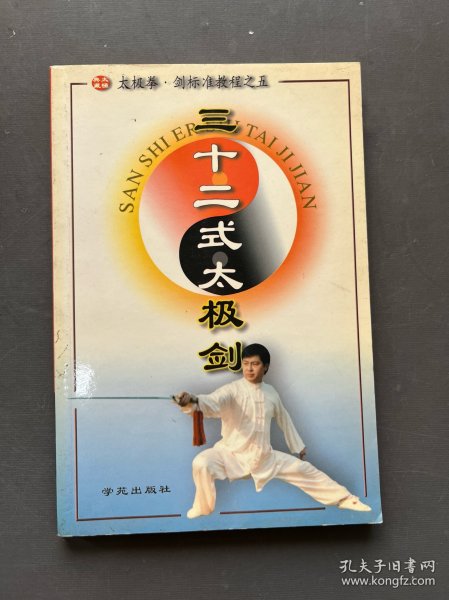 太极拳·剑标准教程之五
SAN SHI ER SHI TAI JI JIAN
三十二式太极剑
学苑出版社
孔夫子旧书网
www.kongfz.com